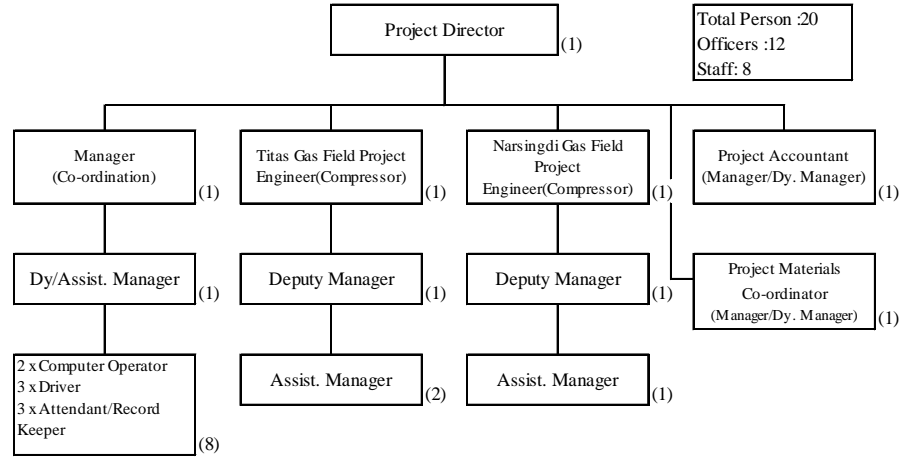 Project Director
(1)
Total Person :20
Officers :12
Staff: 8
Manager
(Co-ordination)
(1)
Titas Gas Field Project
Engineer(Compressor)
(1)
Narsingdi Gas Field
Project
Engineer(Compressor)
(1)
Project Accountant
(Manager/Dy. Manager)
(1)
Dy/Assist. Manager
(1)
Deputy Manager
(1)
Deputy Manager
(1)
Project Materials
Co-ordinator
(Manager/Dy. Manager)
(1)
2 x Computer Operator
3 x Driver
3 x Attendant/Record
Keeper
(8)
Assist. Manager
(2)
Assist. Manager
(1)